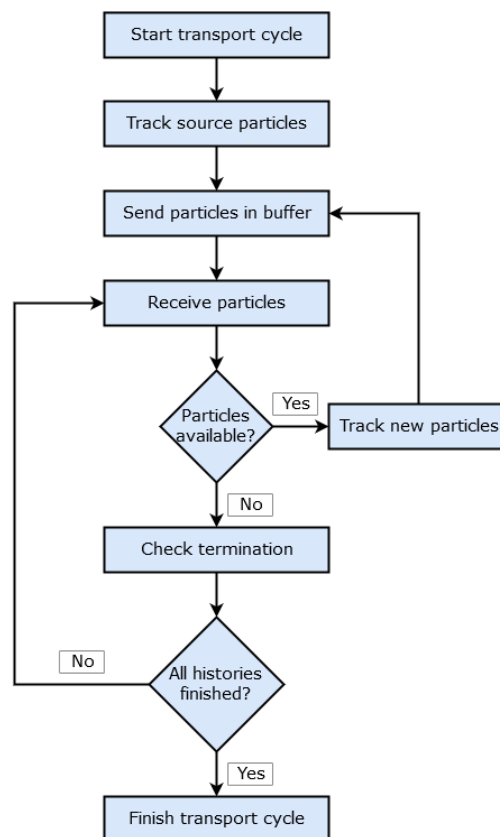 Start transport cycle
Track source particles
Send particles in buffer
Receive particles
Particles
available?
Yes
Track new particles
No
Check termination
All histories
finished?
No
Yes
Finish transport cycle